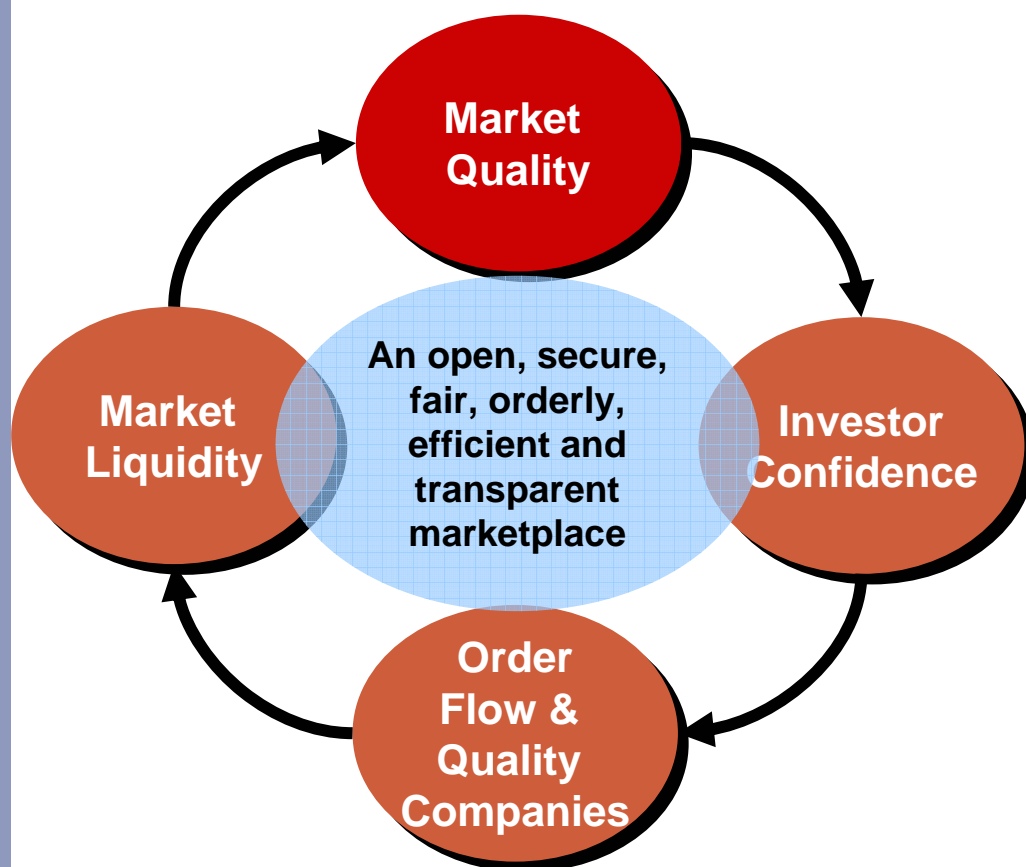 Market
Quality
An open, secure,
fair, orderly,
efficient and
transparent
marketplace
Market
Liquidity
Investor
Confidence
Order
Flow &
Quality
Companies